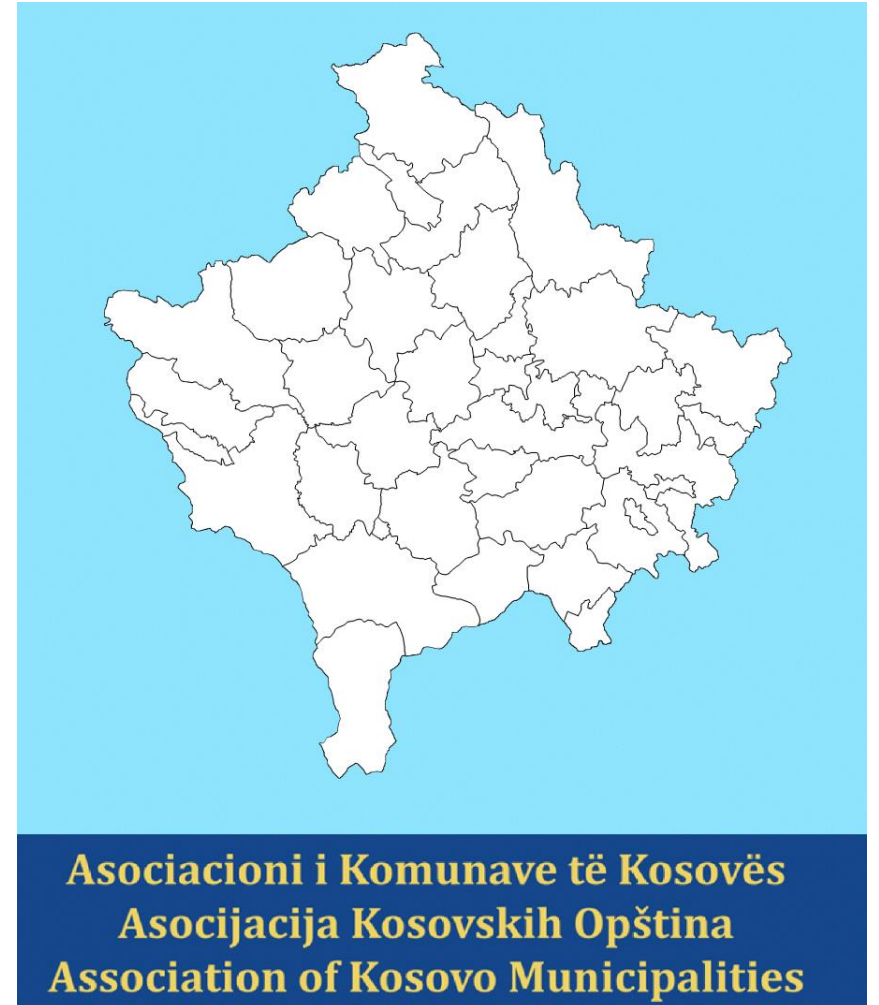 Asociacioni i Komunave të Kosovës
Asocijacija Kosovskih Opština
Association of Kosovo Municipalities